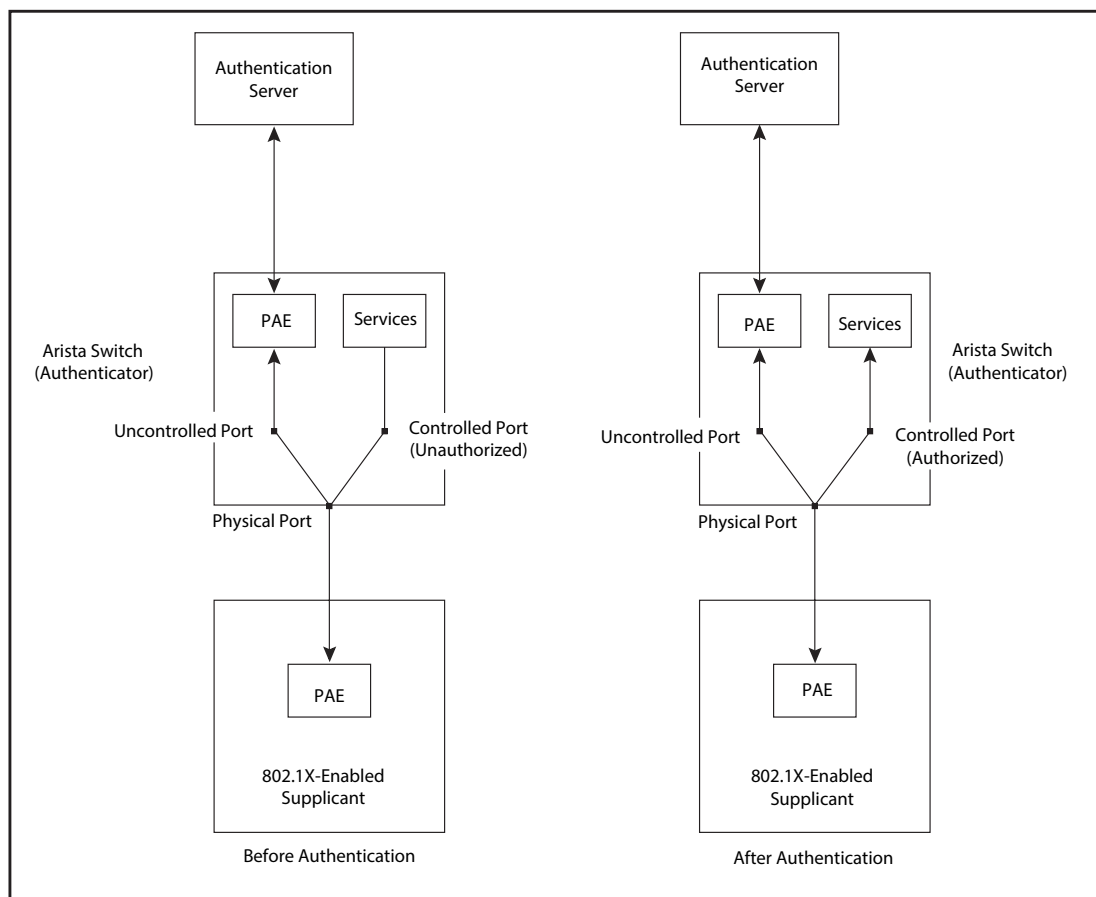 Authentication
Server
PAE
Services
Arista Switch
(Authenticator)
Uncontrolled Port
Controlled Port
(Unauthorized)
Physical Port
PAE
802.1X-Enabled
Supplicant
Before Authentication
Authentication
Server
PAE
Services
Arista Switch
(Authenticator)
Uncontrolled Port
Controlled Port
(Authorized)
Physical Port
PAE
802.1X-Enabled
Supplicant
After Authentication